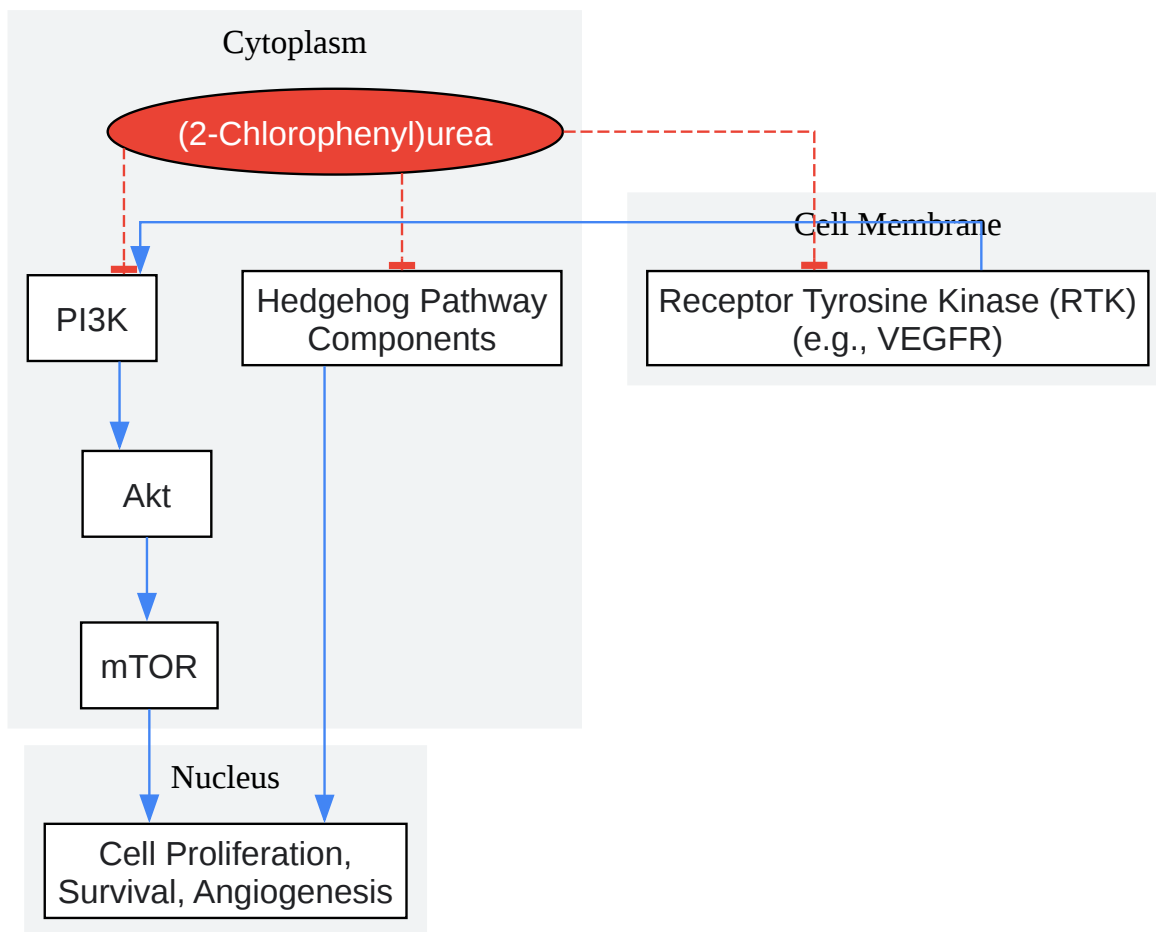 Cytoplasm
(2-Chlorophenyl)urea
Cell Membrane
PI3K
Hedgehog Pathway
Components
Receptor Tyrosine Kinase (RTK)
(e.g., VEGFR)
Akt
mTOR
Nucleus
Cell Proliferation,
Survival, Angiogenesis